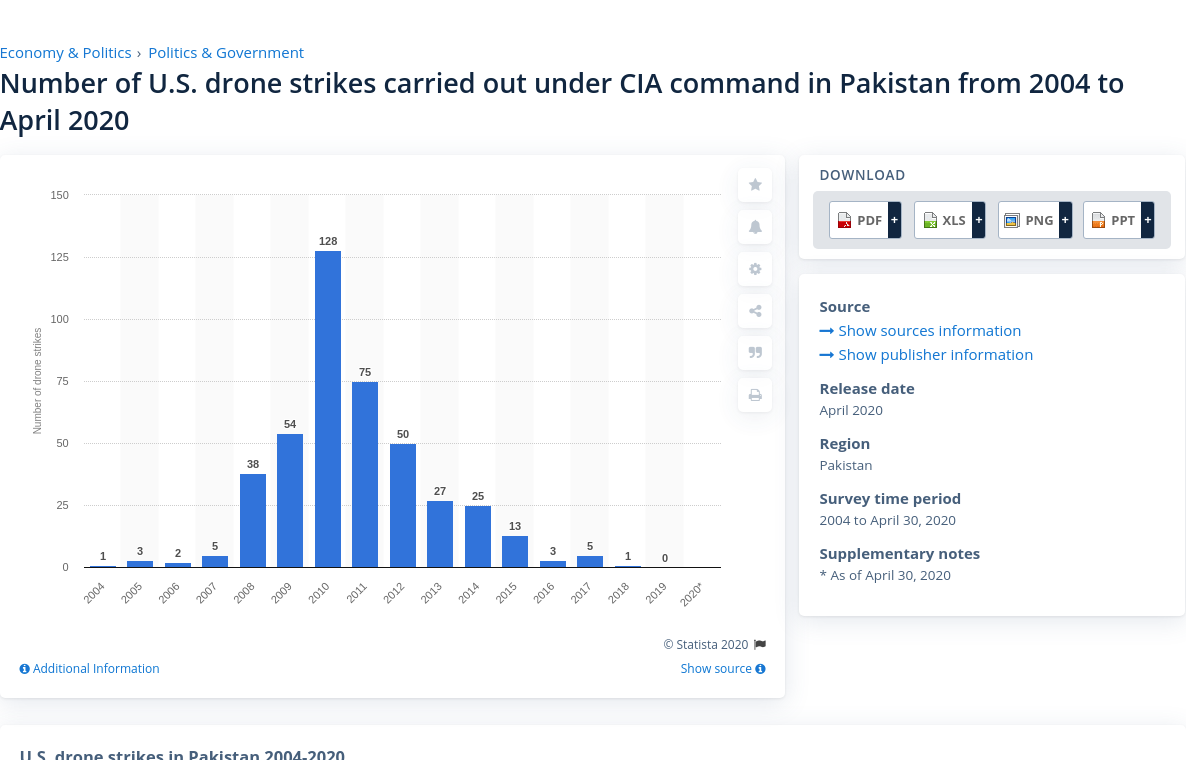 Economy & Politics › Politics & Government
Number of U.S. drone strikes carried out under CIA command in Pakistan from 2004 to
April 2020
150
125
100
75
50
25
0
Number of drone strikes
1
3
2
5
38
54
128
75
50
27
25
13
3
5
1
0
2004
2005
2006
2007
2008
2009
2010
2011
2012
2013
2014
2015
2016
2017
2018
2019
2020*
© Statista 2020
Additional Information
Show source
DOWNLOAD
PDF +
XLS +
PNG +
PPT +
Source
Show sources information
Show publisher information
Release date
April 2020
Region
Pakistan
Survey time period
2004 to April 30, 2020
Supplementary notes
* As of April 30, 2020
U.S. drone strikes in Pakistan 2004-2020